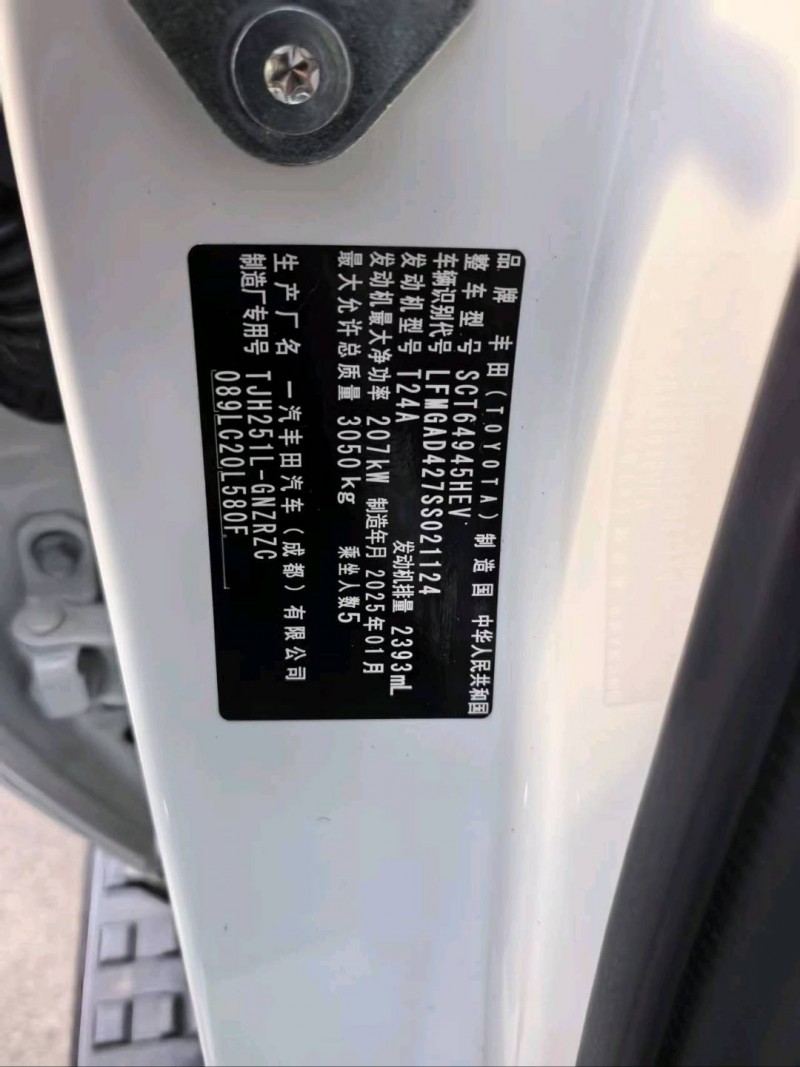 品牌 丰田(TOYOTA) 制造国 中华人民共和国
整车型号 SCT64945HEV
车辆识别代号 LFMGAD427SS021124
发动机型号 T24A 发动机排量 2393mL
发动机最大净功率 207kW 制造年月 2025年01月
最大允许总质量 3050kg 乘坐人数5
生产厂名 一汽丰田汽车(成都)有限公司
制造厂专用号 TJH251L-GNZRZC
089LC20L580F